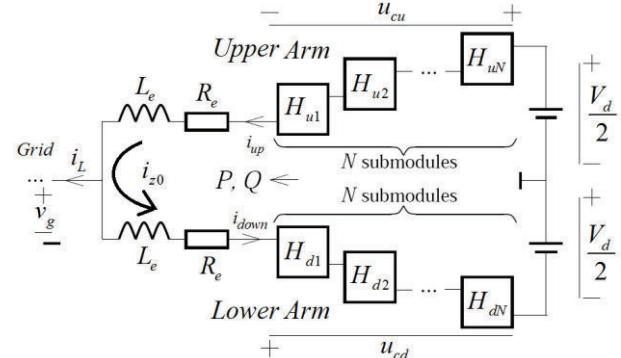 − u_cu +
Upper Arm
H_u1 H_u2 ... H_uN
L_e R_e
+ V_d/2 −
i_up
N submodules
Grid i_L
i_z0
P, Q
...
+ v_g −
N submodules
i_down
+ V_d/2 −
L_e R_e
H_d1 H_d2 ... H_dN
Lower Arm
+ u_cd −